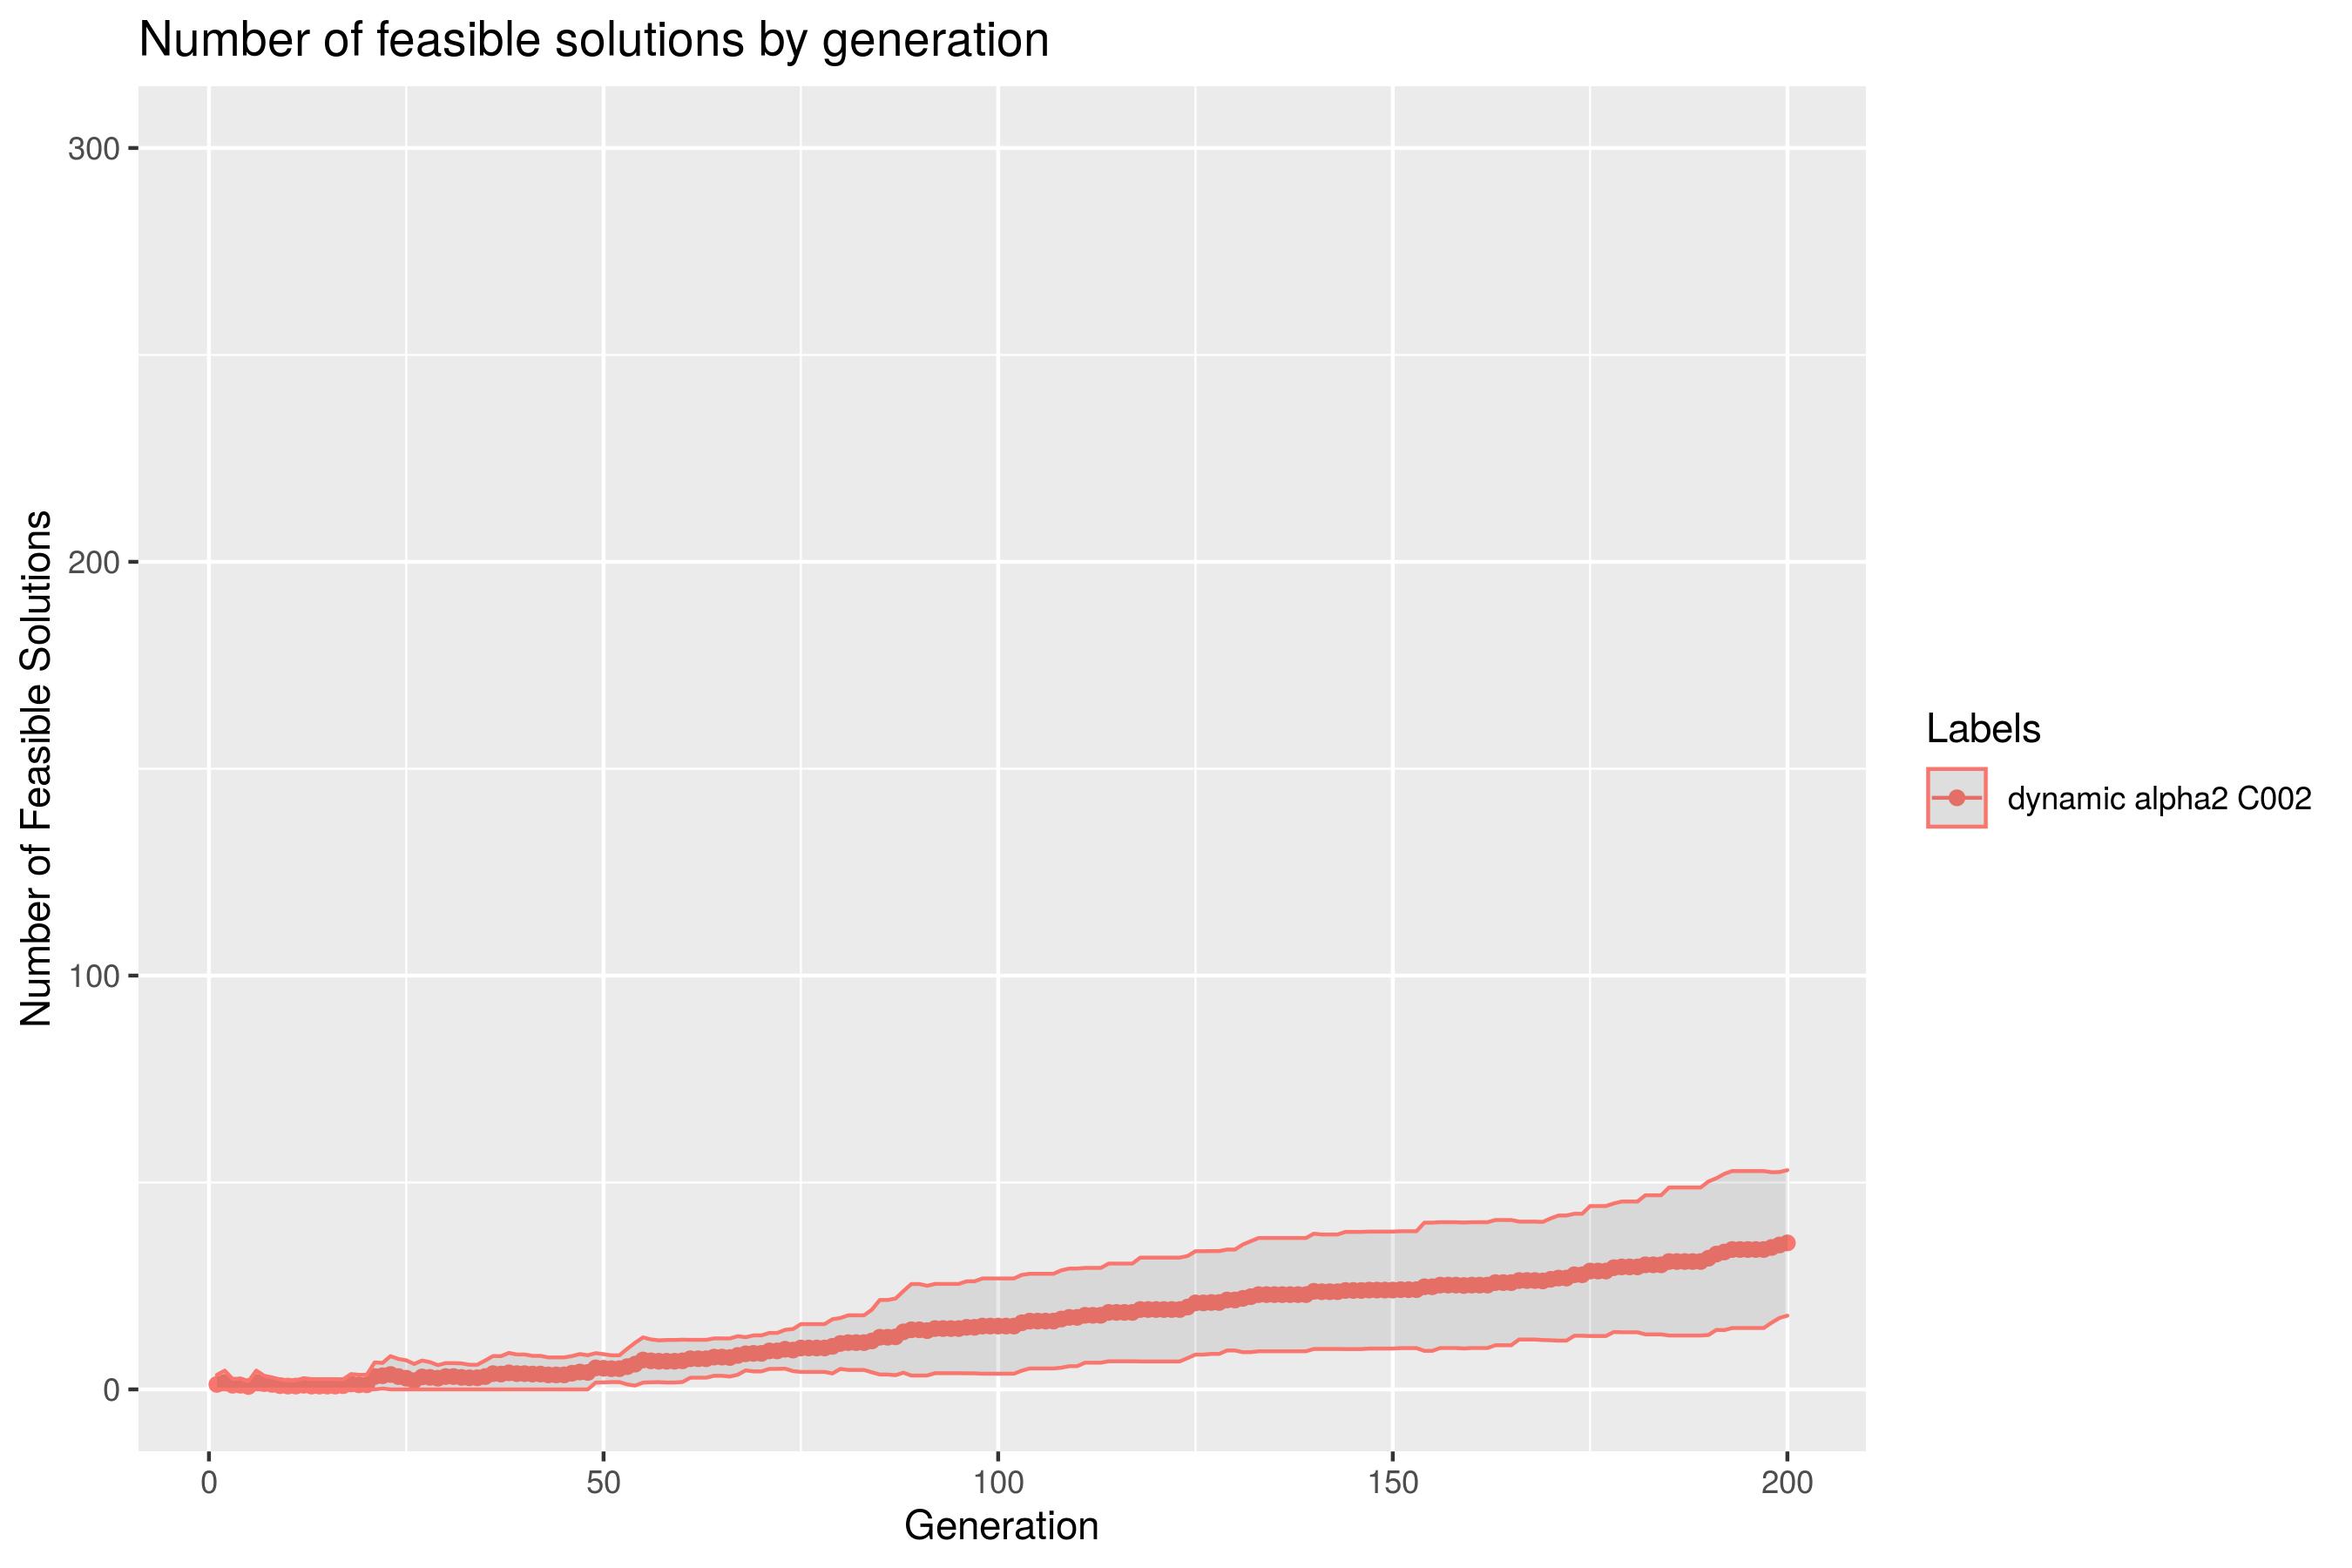 Number of feasible solutions by generation
Number of Feasible Solutions
300
200
100
0
0
50
100
150
200
Generation
Labels
dynamic alpha2 C002